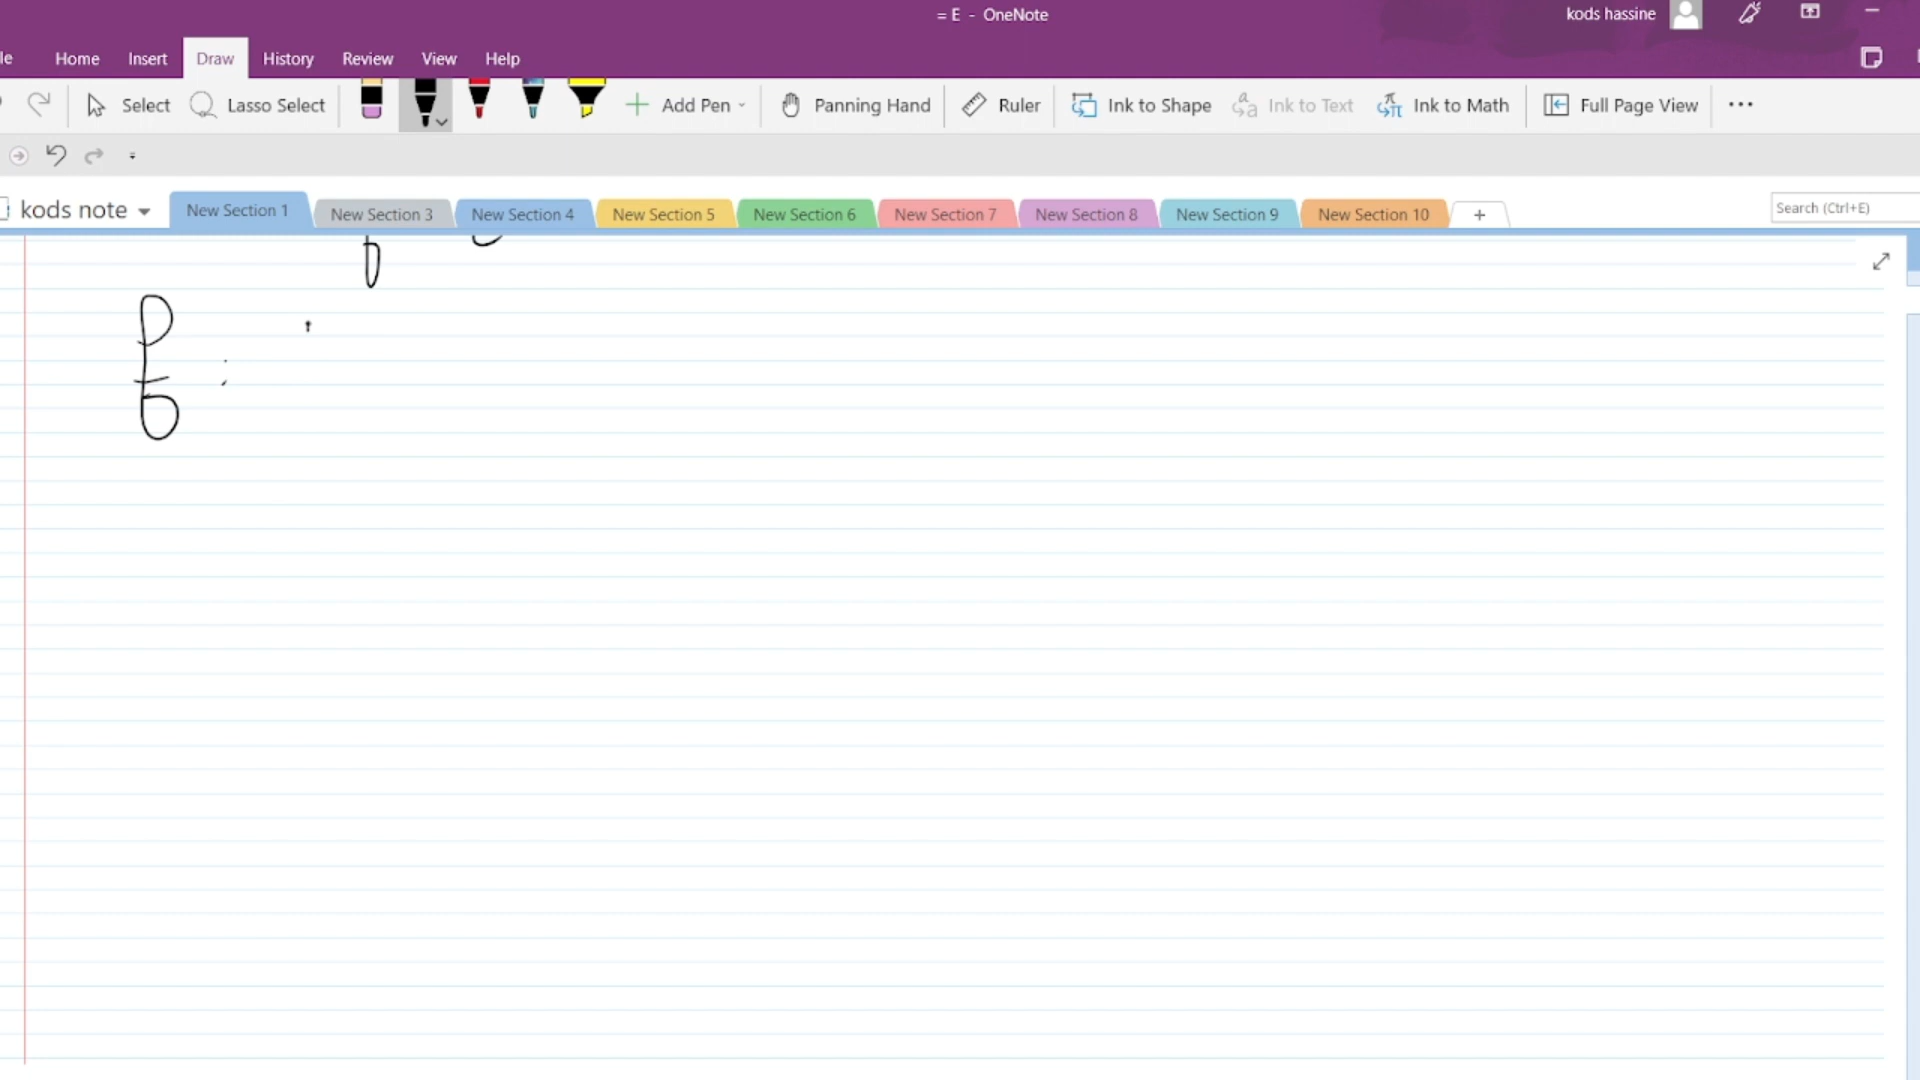 = E - OneNote
kods hassine
le Home Insert Draw History Review View Help
Select Lasso Select Add Pen Panning Hand Ruler Ink to Shape Ink to Text Ink to Math Full Page View
kods note New Section 1 New Section 3 New Section 4 New Section 5 New Section 6 New Section 7 New Section 8 New Section 9 New Section 10 + Search (Ctrl+E)